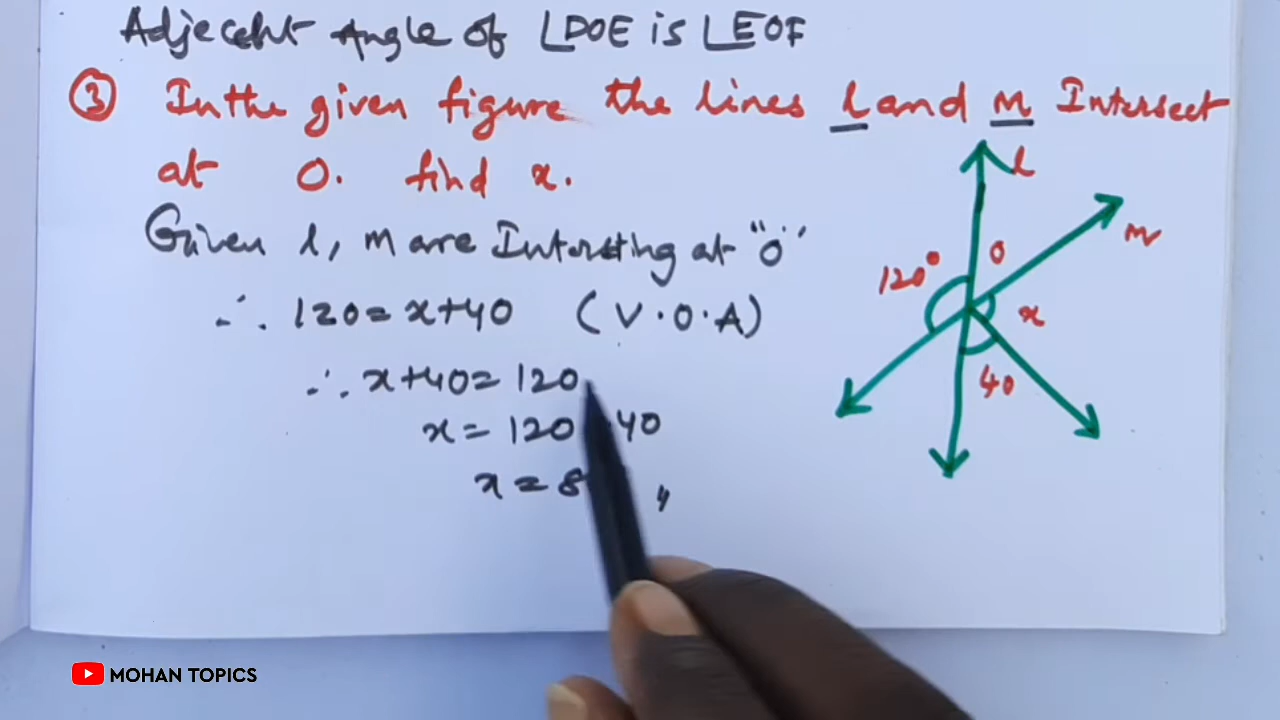 Adjecent Angle of ∠DOE is ∠EOF
③ In the given figure the lines l and m Intersect
at O. find x.
Given l, m are Intersting at "O"
∴ 120 = x+40 (V.O.A)
∴ x+40 = 120
x = 120 40
x = 8
l
m
O
120°
x
40
MOHAN TOPICS